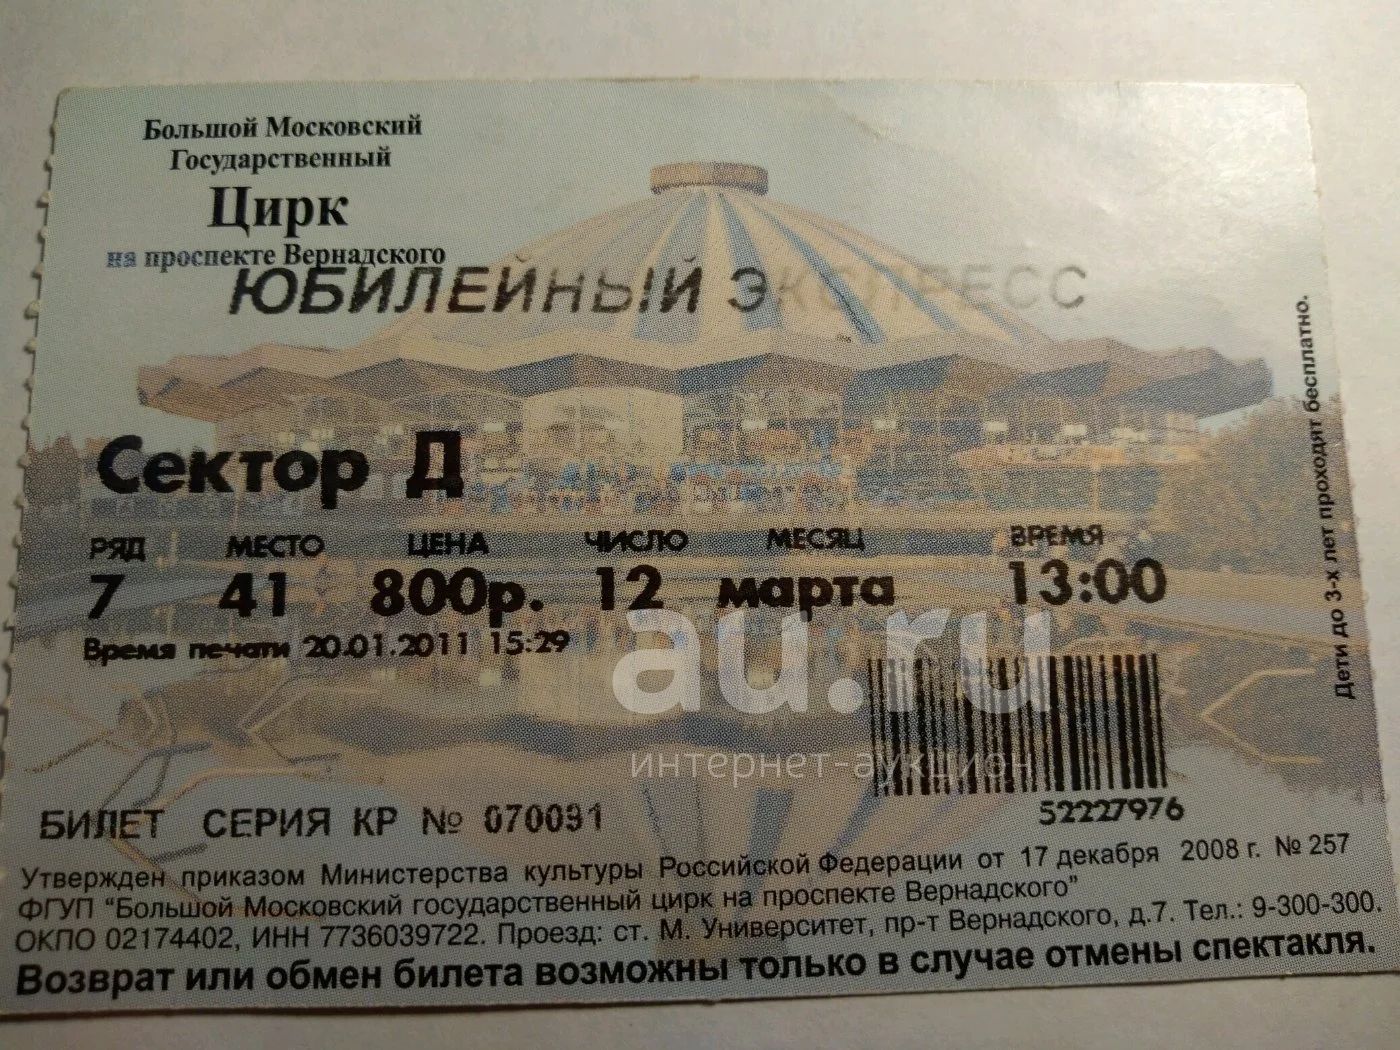 Большой Московский
Государственный
Цирк
на проспекте Вернадского
ЮБИЛЕЙНЫЙ ЭКСПРЕСС
Сектор Д
РЯД МЕСТО ЦЕНА ЧИСЛО МЕСЯЦ ВРЕМЯ
7 41 800р. 12 марта 13:00
Время печати 20.01.2011 15:29
au.ru
интернет-аукцион
52227976
БИЛЕТ СЕРИЯ КР № 070091
Утвержден приказом Министерства культуры Российской Федерации от 17 декабря 2008 г. № 257
ФГУП "Большой Московский государственный цирк на проспекте Вернадского"
ОКПО 02174402, ИНН 7736039722. Проезд: ст. М. Университет, пр-т Вернадского, д.7. Тел.: 9-300-300.
Возврат или обмен билета возможны только в случае отмены спектакля.
Дети до 3-х лет проходят бесплатно.